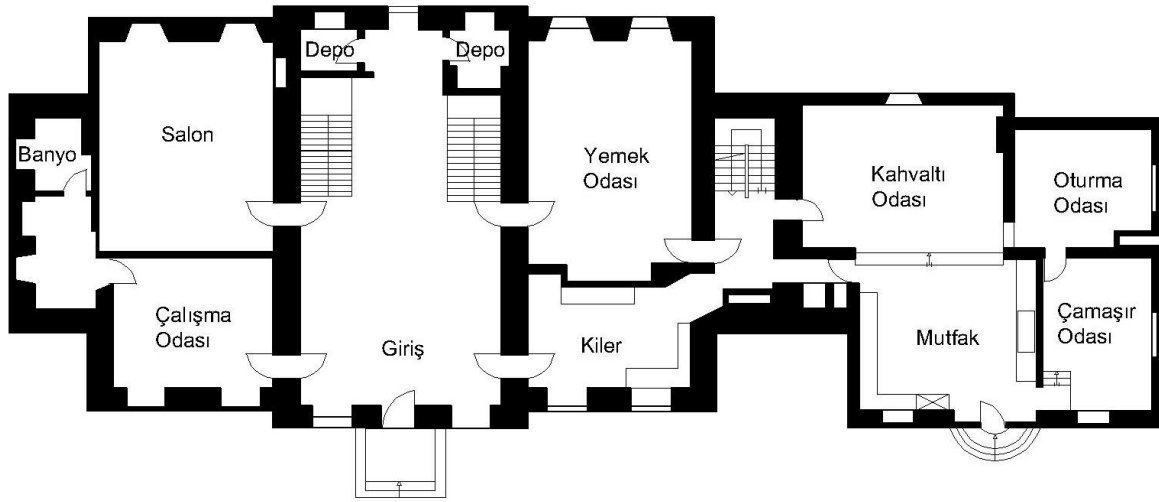 Depo
Depo
Salon
Banyo
Yemek
Odası
Kahvaltı
Odası
Oturma
Odası
Çalışma
Odası
Giriş
Kiler
Mutfak
Çamaşır
Odası